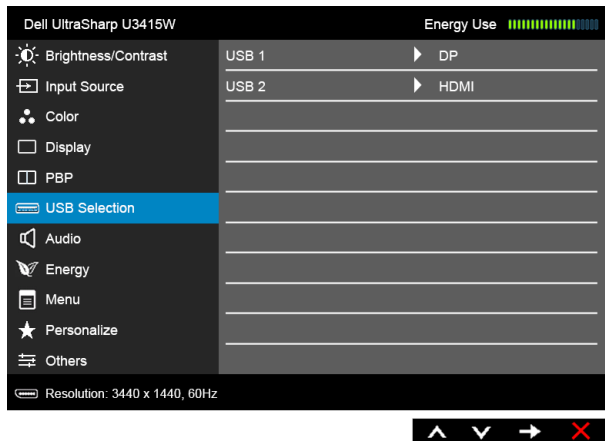 Dell UltraSharp U3415W Energy Use
Brightness/Contrast USB 1 DP
Input Source USB 2 HDMI
Color
Display
PBP
USB Selection
Audio
Energy
Menu
Personalize
Others
Resolution: 3440 x 1440, 60Hz